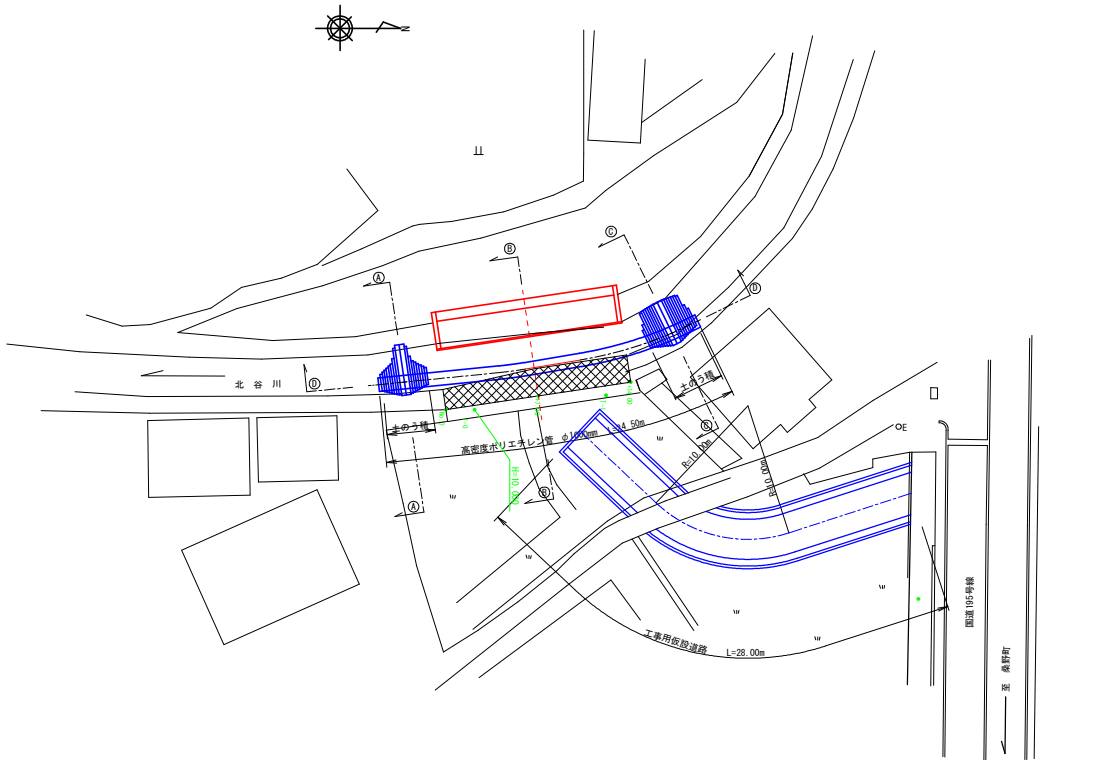 N
C
B
A
D
北 谷 川
D
土のう積
土のう積
高密度ポリエチレン管 φ1000mm
C
R=10.00m
R=10.00m
E
B
A
工事用仮設道路 L=28.00m
国道195号線
至 桑野町